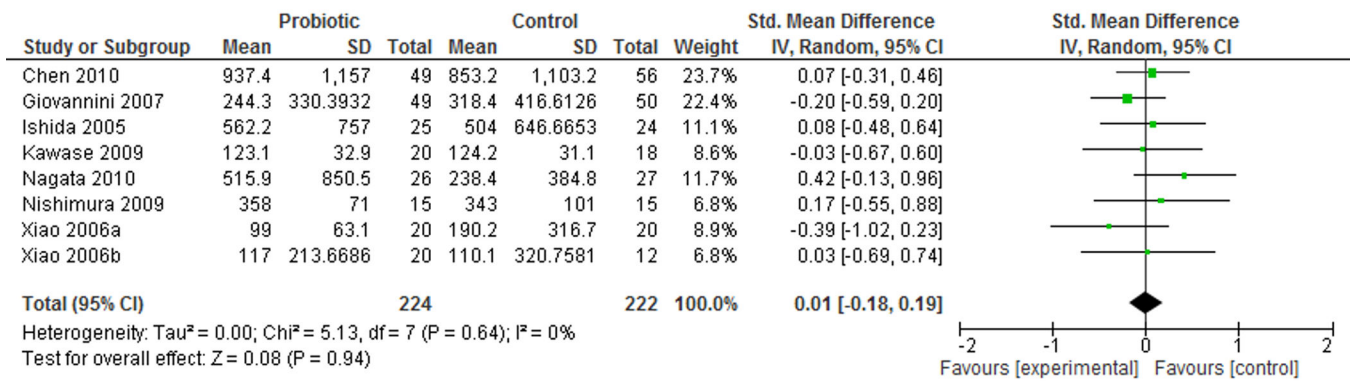 Probiotic Control Std. Mean Difference Std. Mean Difference
Study or Subgroup Mean SD Total Mean SD Total Weight IV, Random, 95% CI IV, Random, 95% CI
Chen 2010 937.4 1,157 49 853.2 1,103.2 56 23.7% 0.07 [-0.31, 0.46]
Giovannini 2007 244.3 330.3932 49 318.4 416.6126 50 22.4% -0.20 [-0.59, 0.20]
Ishida 2005 562.2 757 25 504 646.6653 24 11.1% 0.08 [-0.48, 0.64]
Kawase 2009 123.1 32.9 20 124.2 31.1 18 8.6% -0.03 [-0.67, 0.60]
Nagata 2010 515.9 850.5 26 238.4 384.8 27 11.7% 0.42 [-0.13, 0.96]
Nishimura 2009 358 71 15 343 101 15 6.8% 0.17 [-0.55, 0.88]
Xiao 2006a 99 63.1 20 190.2 316.7 20 8.9% -0.39 [-1.02, 0.23]
Xiao 2006b 117 213.6686 20 110.1 320.7581 12 6.8% 0.03 [-0.69, 0.74]
Total (95% CI) 224 222 100.0% 0.01 [-0.18, 0.19]
Heterogeneity: Tau² = 0.00; Chi² = 5.13, df = 7 (P = 0.64); I² = 0%
Test for overall effect: Z = 0.08 (P = 0.94)
-2 -1 0 1 2
Favours [experimental] Favours [control]